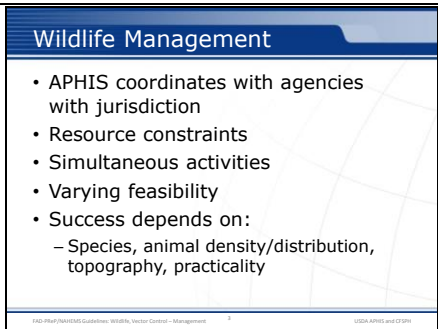 Wildlife Management
• APHIS coordinates with agencies
with jurisdiction
• Resource constraints
• Simultaneous activities
• Varying feasibility
• Success depends on:
– Species, animal density/distribution,
topography, practicality
FAD-PReP/NAHEMS Guidelines: Wildlife, Vector Control – Management 3 USDA APHIS and CFSPH